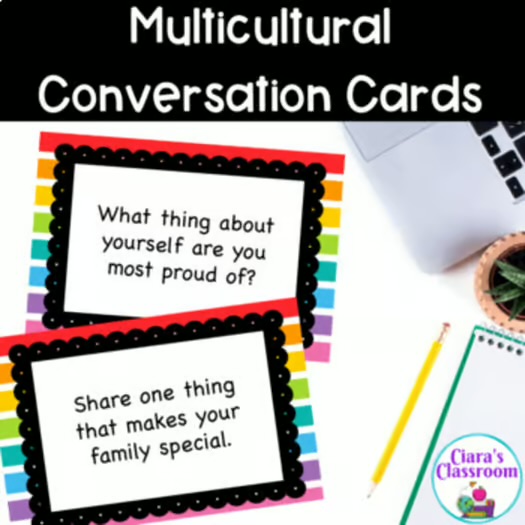 Multicultural
Conversation Cards
What thing about
yourself are you
most proud of?
Share one thing
that makes your
family special.
Ciara's
Classroom